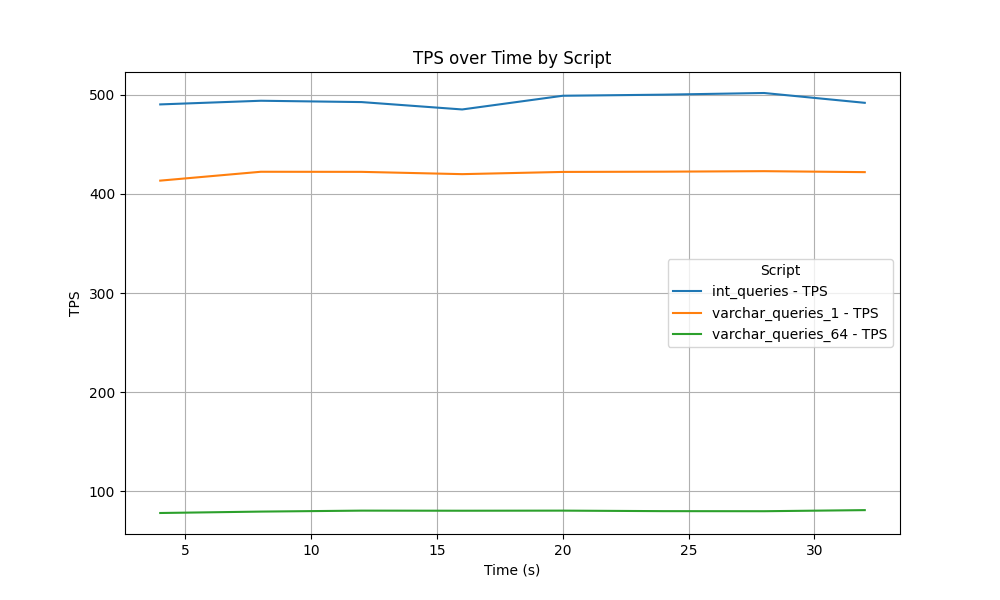 TPS over Time by Script
500
400
300
200
100
TPS
Script
int_queries - TPS
varchar_queries_1 - TPS
varchar_queries_64 - TPS
5 10 15 20 25 30
Time (s)